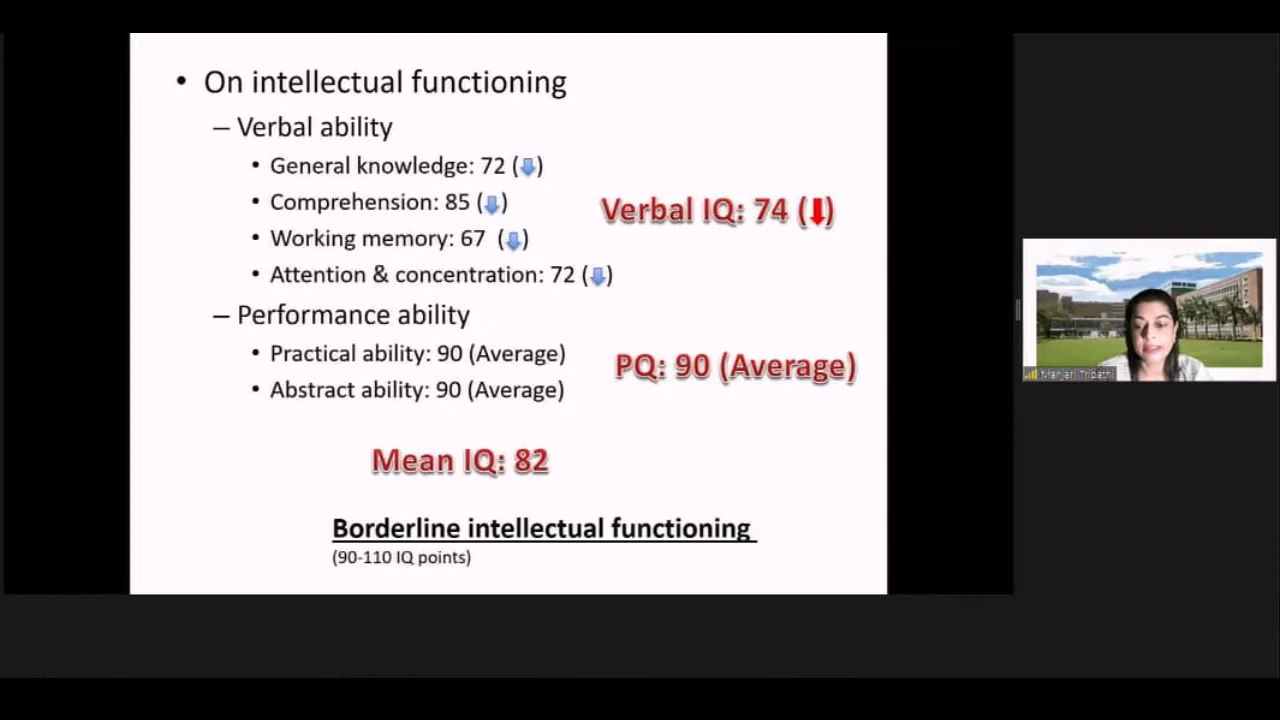 • On intellectual functioning
– Verbal ability
• General knowledge: 72 (⬇)
• Comprehension: 85 (⬇)
• Working memory: 67 (⬇)
• Attention & concentration: 72 (⬇)
Verbal IQ: 74 (⬇)
– Performance ability
• Practical ability: 90 (Average)
• Abstract ability: 90 (Average)
PQ: 90 (Average)
Mean IQ: 82
Borderline intellectual functioning
(90-110 IQ points)
Manjari Tripathi